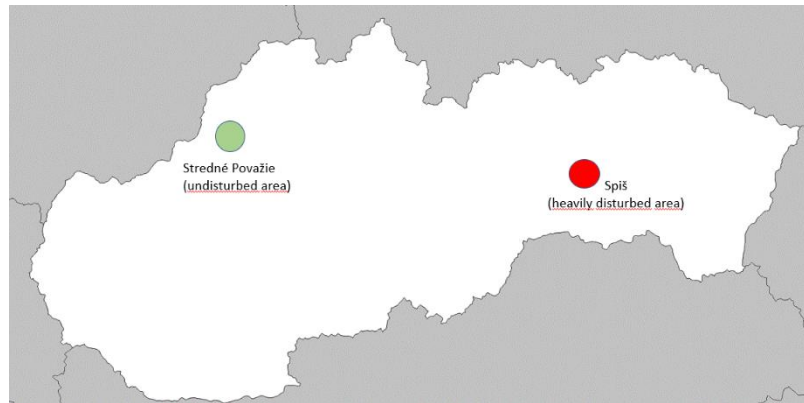 Stredné Považie
(undisturbed area)
Spiš
(heavily disturbed area)